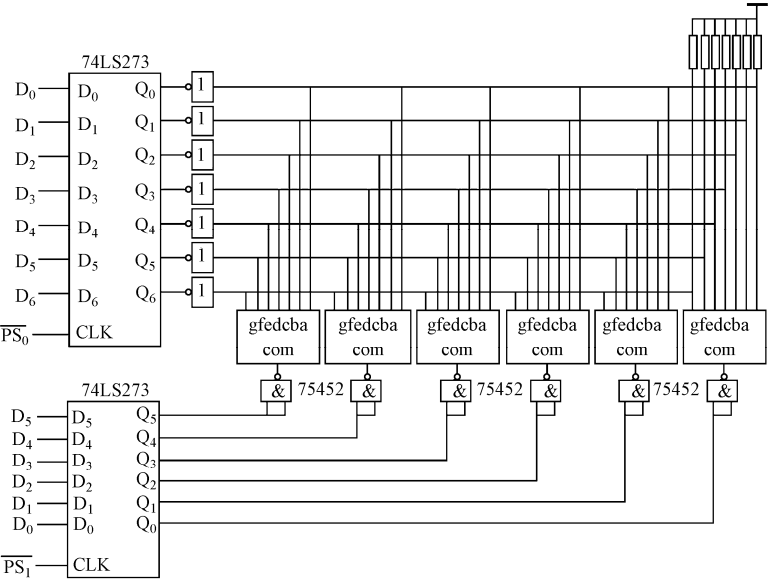 74LS273
D₀ D₀ Q₀ 1
D₁ D₁ Q₁ 1
D₂ D₂ Q₂ 1
D₃ D₃ Q₃ 1
D₄ D₄ Q₄ 1
D₅ D₅ Q₅ 1
D₆ D₆ Q₆ 1
P̅S̅₀ CLK
gfedcba gfedcba gfedcba gfedcba gfedcba gfedcba
com com com com com com
& 75452 & & 75452 & & 75452 &
74LS273
D₅ D₅ Q₅
D₄ D₄ Q₄
D₃ D₃ Q₃
D₂ D₂ Q₂
D₁ D₁ Q₁
D₀ D₀ Q₀
P̅S̅₁ CLK